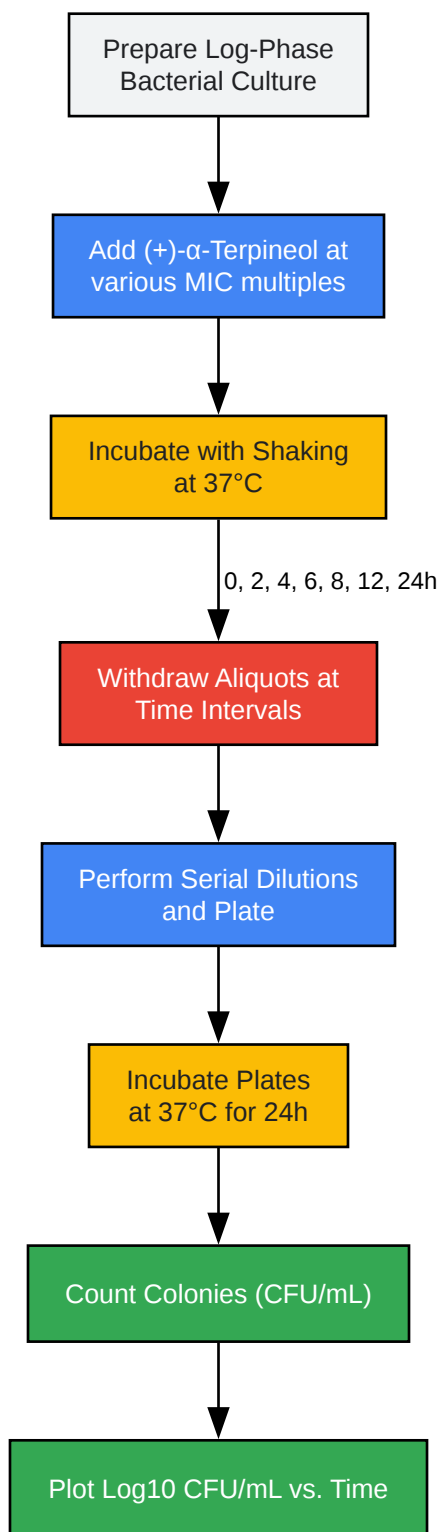 Prepare Log-Phase
Bacterial Culture
Add (+)-α-Terpineol at
various MIC multiples
Incubate with Shaking
at 37°C
0, 2, 4, 6, 8, 12, 24h
Withdraw Aliquots at
Time Intervals
Perform Serial Dilutions
and Plate
Incubate Plates
at 37°C for 24h
Count Colonies (CFU/mL)
Plot Log10 CFU/mL vs. Time